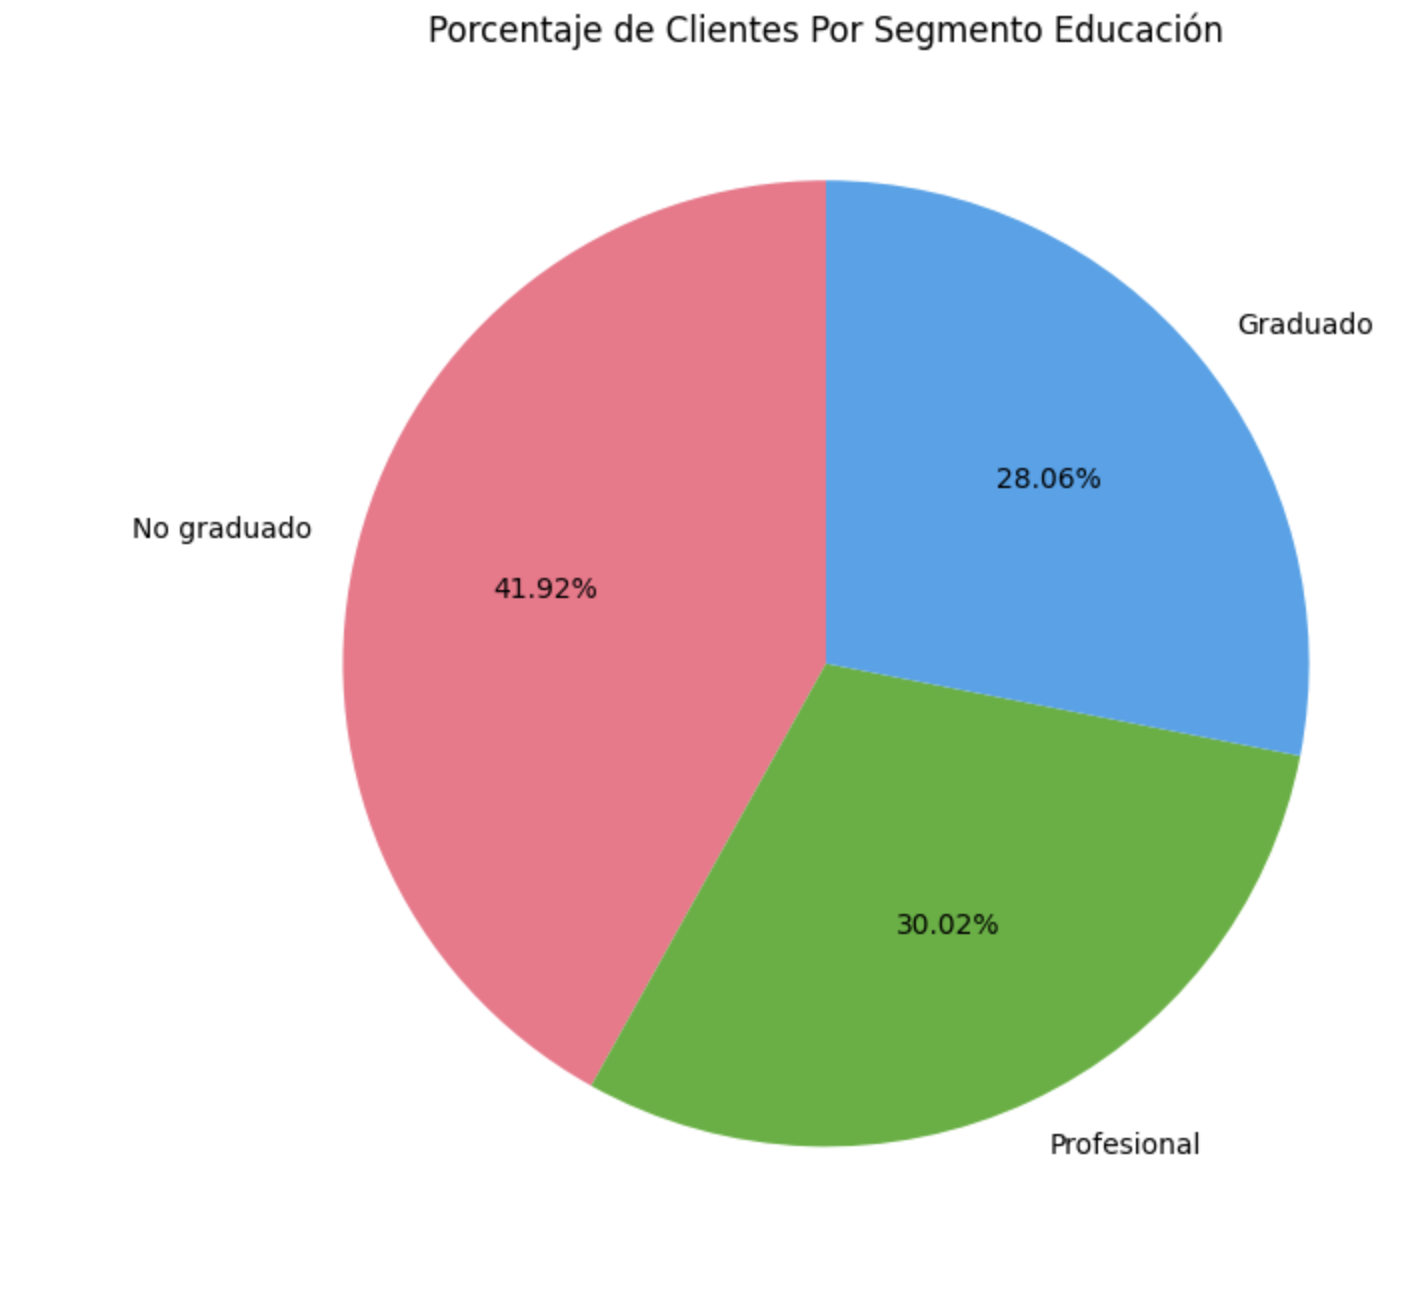 Porcentaje de Clientes Por Segmento Educación
Graduado
28.06%
No graduado
41.92%
30.02%
Profesional